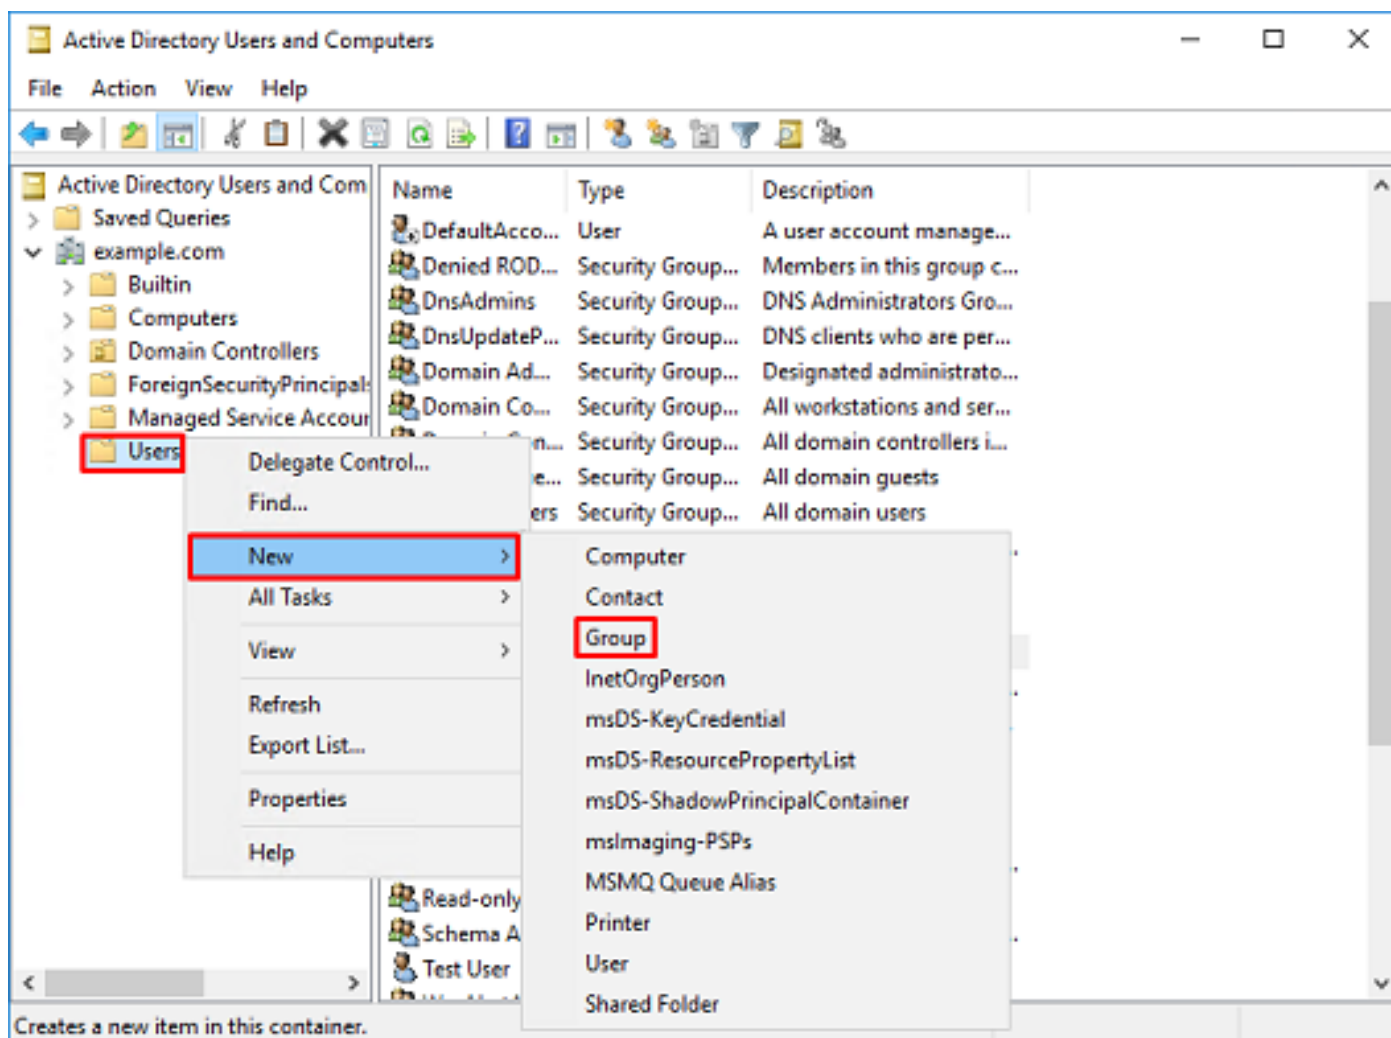 Active Directory Users and Computers
File Action View Help
Active Directory Users and Com
Saved Queries
example.com
Builtin
Computers
Domain Controllers
ForeignSecurityPrincipals
Managed Service Accour
Users
Name Type Description
DefaultAcco... User A user account manage...
Denied ROD... Security Group... Members in this group c...
DnsAdmins Security Group... DNS Administrators Gro...
DnsUpdateP... Security Group... DNS clients who are per...
Domain Ad... Security Group... Designated administrato...
Domain Co... Security Group... All workstations and ser...
Security Group... All domain controllers i...
e... Security Group... All domain guests
ers Security Group... All domain users
Delegate Control...
Find...
New
All Tasks
View
Refresh
Export List...
Properties
Help
Computer
Contact
Group
InetOrgPerson
msDS-KeyCredential
msDS-ResourcePropertyList
msDS-ShadowPrincipalContainer
msImaging-PSPs
MSMQ Queue Alias
Printer
User
Shared Folder
Read-only
Schema A
Test User
Creates a new item in this container.